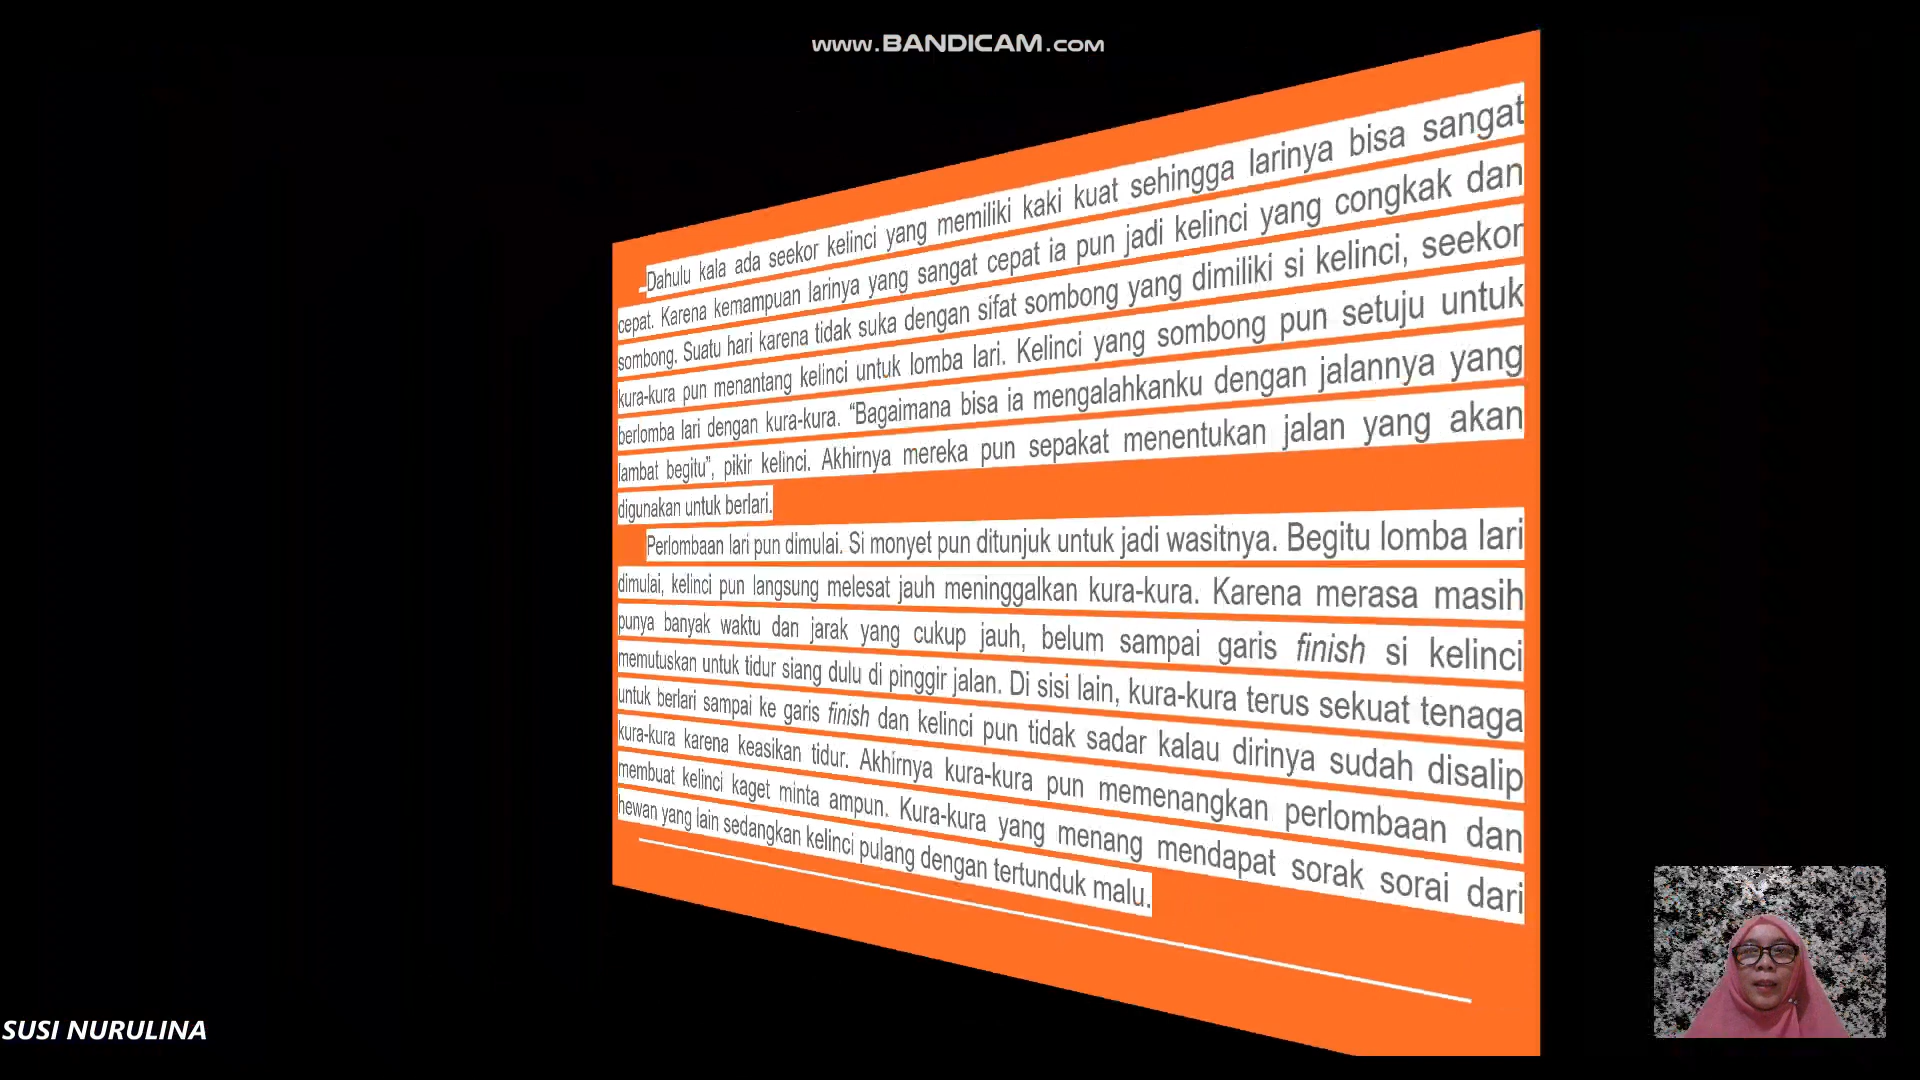 www.BANDICAM.COM
Dahulu kala ada seekor kelinci yang memiliki kaki kuat sehingga larinya bisa sangat
cepat. Karena kemampuan larinya yang sangat cepat ia pun jadi kelinci yang congkak dan
sombong. Suatu hari karena tidak suka dengan sifat sombong yang dimiliki si kelinci, seekor
kura-kura pun menantang kelinci untuk lomba lari. Kelinci yang sombong pun setuju untuk
berlomba lari dengan kura-kura. “Bagaimana bisa ia mengalahkanku dengan jalannya yang
lambat begitu”, pikir kelinci. Akhirnya mereka pun sepakat menentukan jalan yang akan
digunakan untuk berlari.
Perlombaan lari pun dimulai. Si monyet pun ditunjuk untuk jadi wasitnya. Begitu lomba lari
dimulai, kelinci pun langsung melesat jauh meninggalkan kura-kura. Karena merasa masih
punya banyak waktu dan jarak yang cukup jauh, belum sampai garis finish si kelinci
memutuskan untuk tidur siang dulu di pinggir jalan. Di sisi lain, kura-kura terus sekuat tenaga
untuk berlari sampai ke garis finish dan kelinci pun tidak sadar kalau dirinya sudah disalip
kura-kura karena keasikan tidur. Akhirnya kura-kura pun memenangkan perlombaan dan
membuat kelinci kaget minta ampun. Kura-kura yang menang mendapat sorak sorai dari
hewan yang lain sedangkan kelinci pulang dengan tertunduk malu.
SUSI NURULINA